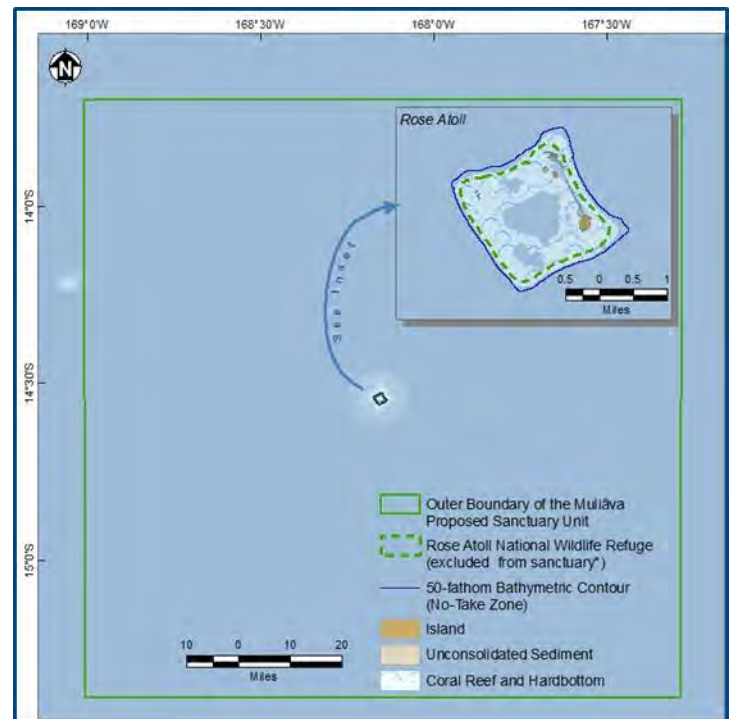 169°0'W 168°30'W 168°0'W 167°30'W
N
Rose Atoll
14°0'S
0.5 0 0.5 1
Miles
See Inset
14°30'S
Outer Boundary of the Muliāva
Proposed Sanctuary Unit
Rose Atoll National Wildlife Refuge
(excluded from sanctuary*)
50-fathom Bathymetric Contour
(No-Take Zone)
15°0'S
Island
10 0 10 20
Miles
Unconsolidated Sediment
Coral Reef and Hardbottom